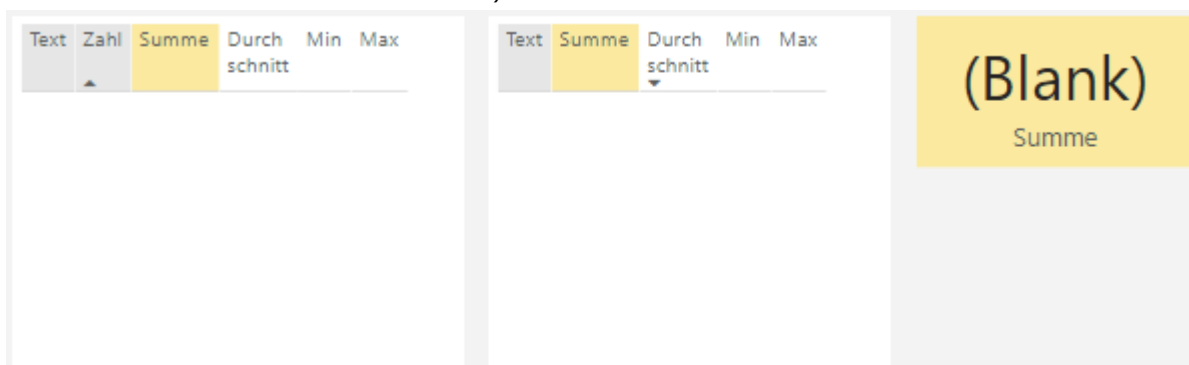 Text Zahl Summe Durch schnitt Min Max
Text Summe Durch schnitt Min Max
(Blank)
Summe